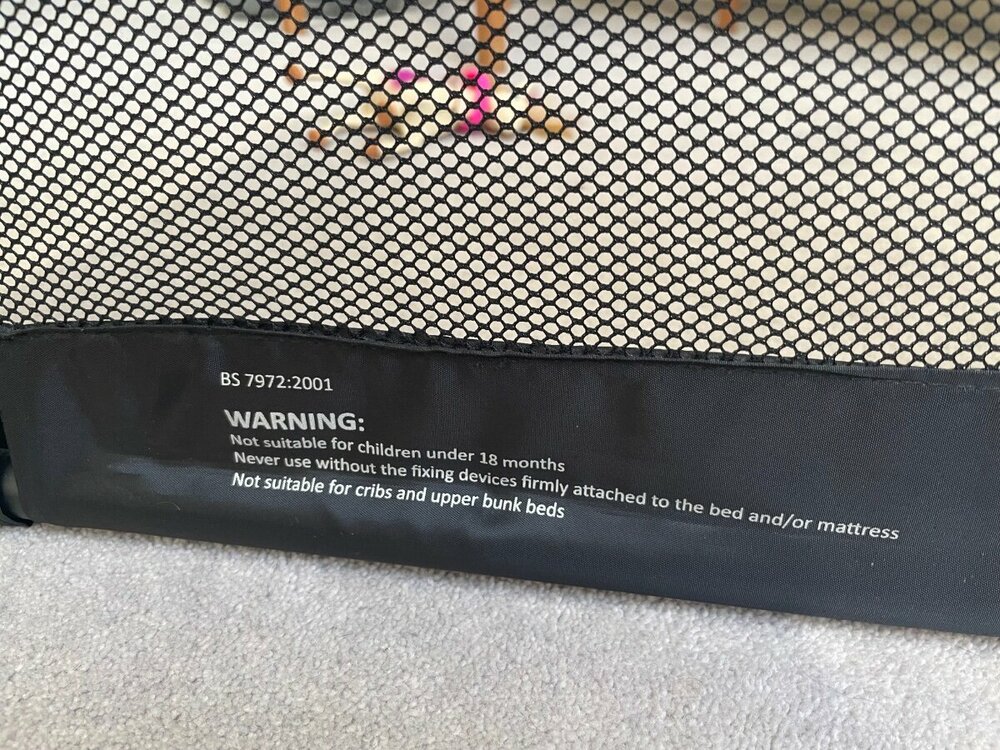 BS 7972:2001
WARNING:
Not suitable for children under 18 months
Never use without the fixing devices firmly attached to the bed and/or mattress
Not suitable for cribs and upper bunk beds